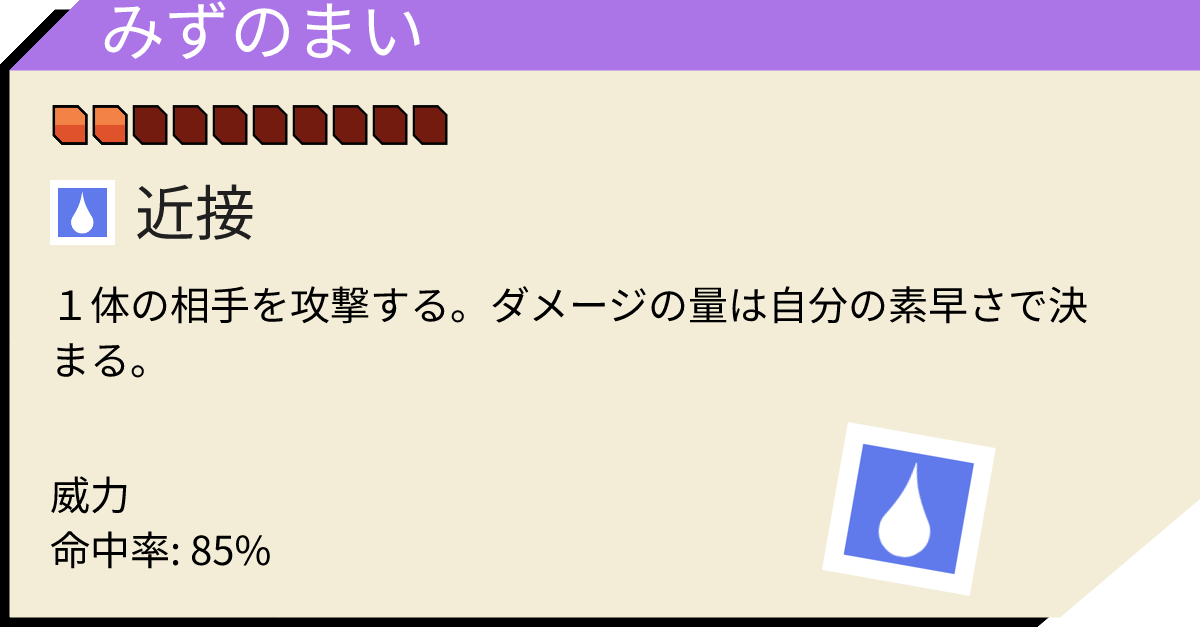 みずのまい
近接
１体の相手を攻撃する。ダメージの量は自分の素早さで決
まる。
威力
命中率: 85%